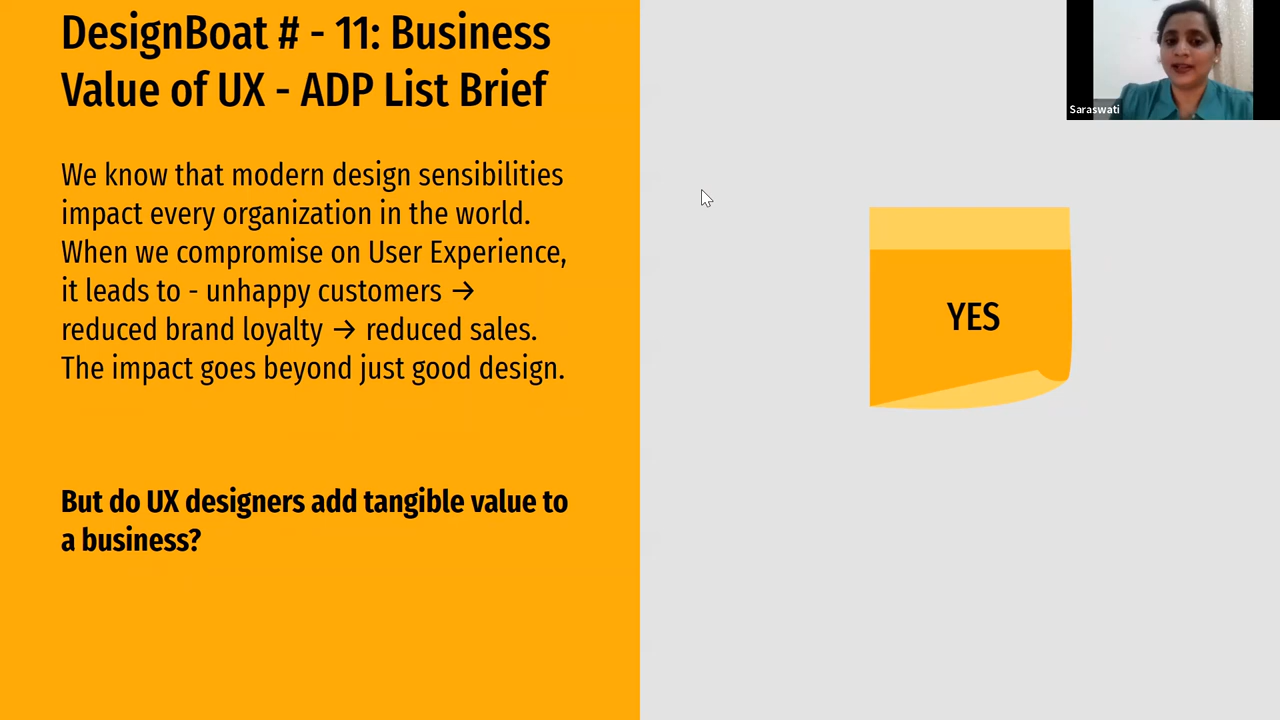 DesignBoat # - 11: Business
Value of UX - ADP List Brief
We know that modern design sensibilities
impact every organization in the world.
When we compromise on User Experience,
it leads to - unhappy customers →
reduced brand loyalty → reduced sales.
The impact goes beyond just good design.
But do UX designers add tangible value to
a business?
YES
Saraswati